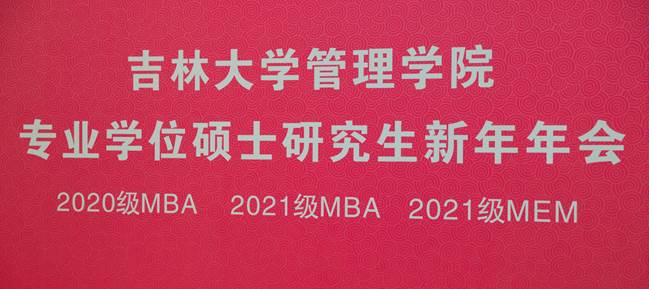 吉林大学管理学院
专业学位硕士研究生新年年会
2020级MBA 2021级MBA 2021级MEM